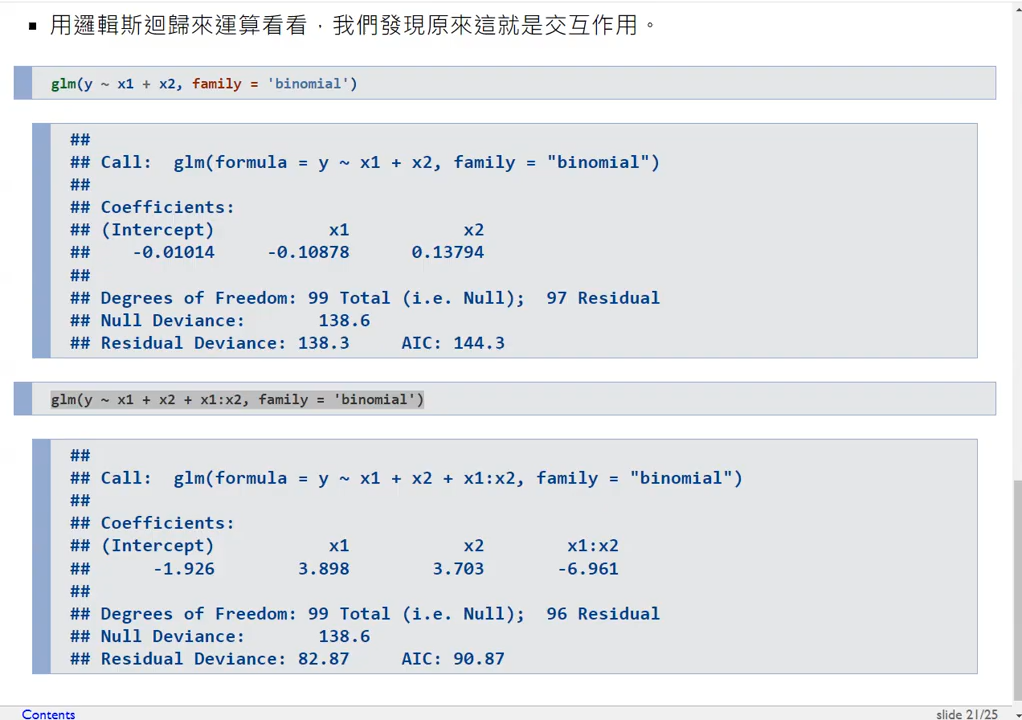 ▪ 用邏輯斯迴歸來運算看看，我們發現原來這就是交互作用。
glm(y ~ x1 + x2, family = 'binomial')
##
## Call:  glm(formula = y ~ x1 + x2, family = "binomial")
##
## Coefficients:
## (Intercept)           x1           x2
##    -0.01014     -0.10878      0.13794
##
## Degrees of Freedom: 99 Total (i.e. Null);  97 Residual
## Null Deviance:       138.6
## Residual Deviance: 138.3     AIC: 144.3
glm(y ~ x1 + x2 + x1:x2, family = 'binomial')
##
## Call:  glm(formula = y ~ x1 + x2 + x1:x2, family = "binomial")
##
## Coefficients:
## (Intercept)           x1           x2        x1:x2
##      -1.926        3.898        3.703       -6.961
##
## Degrees of Freedom: 99 Total (i.e. Null);  96 Residual
## Null Deviance:       138.6
## Residual Deviance: 82.87     AIC: 90.87
Contents
slide 21/25